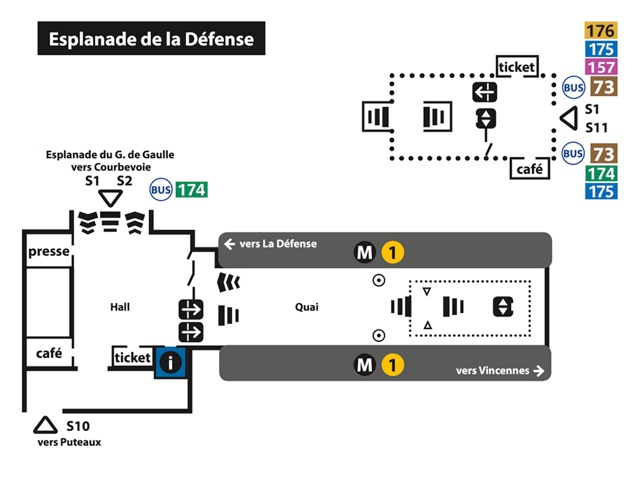 Esplanade de la Défense
176
175
157
BUS 73
S1
S11
BUS 73
174
175
ticket
café
Esplanade du G. de Gaulle
vers Courbevoie
S1 S2
BUS 174
presse
café
Hall
ticket
i
← vers La Défense
M 1
Quai
M 1
vers Vincennes →
S10
vers Puteaux